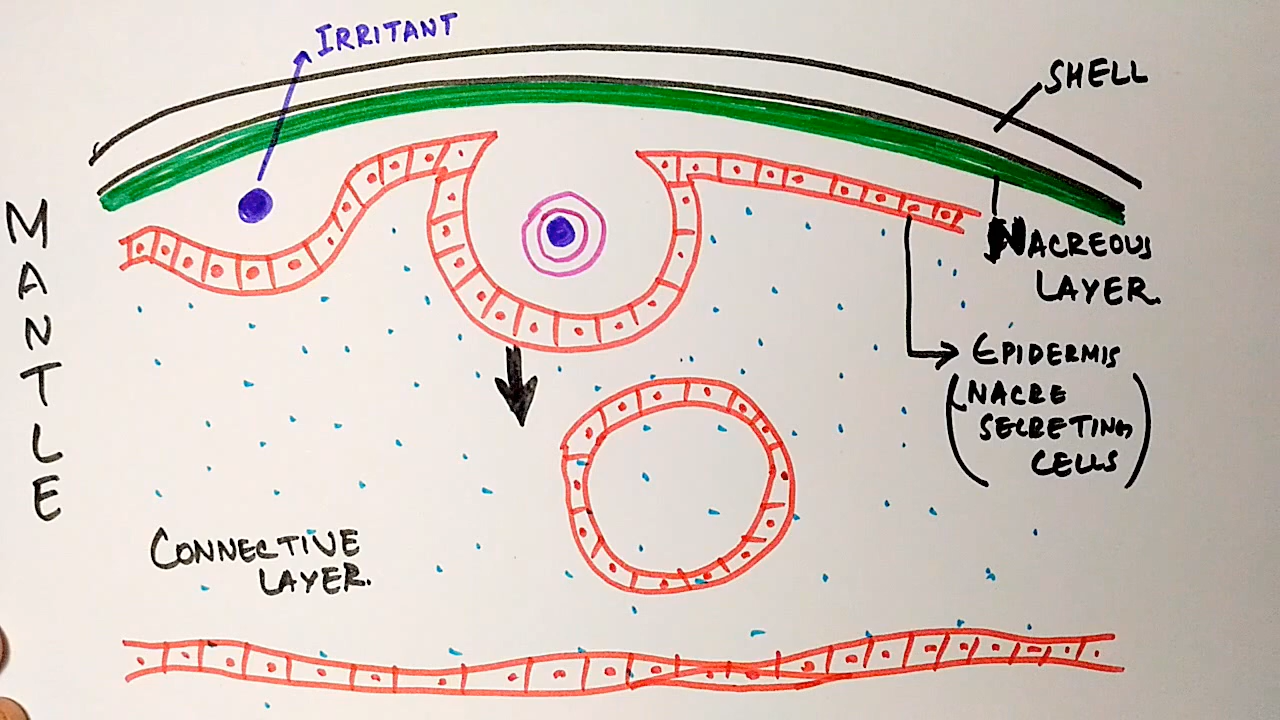 IRRITANT
SHELL
MANTLE
NACREOUS
LAYER.
EPIDERMIS
(NACRE
SECRETING
CELLS)
CONNECTIVE
LAYER.